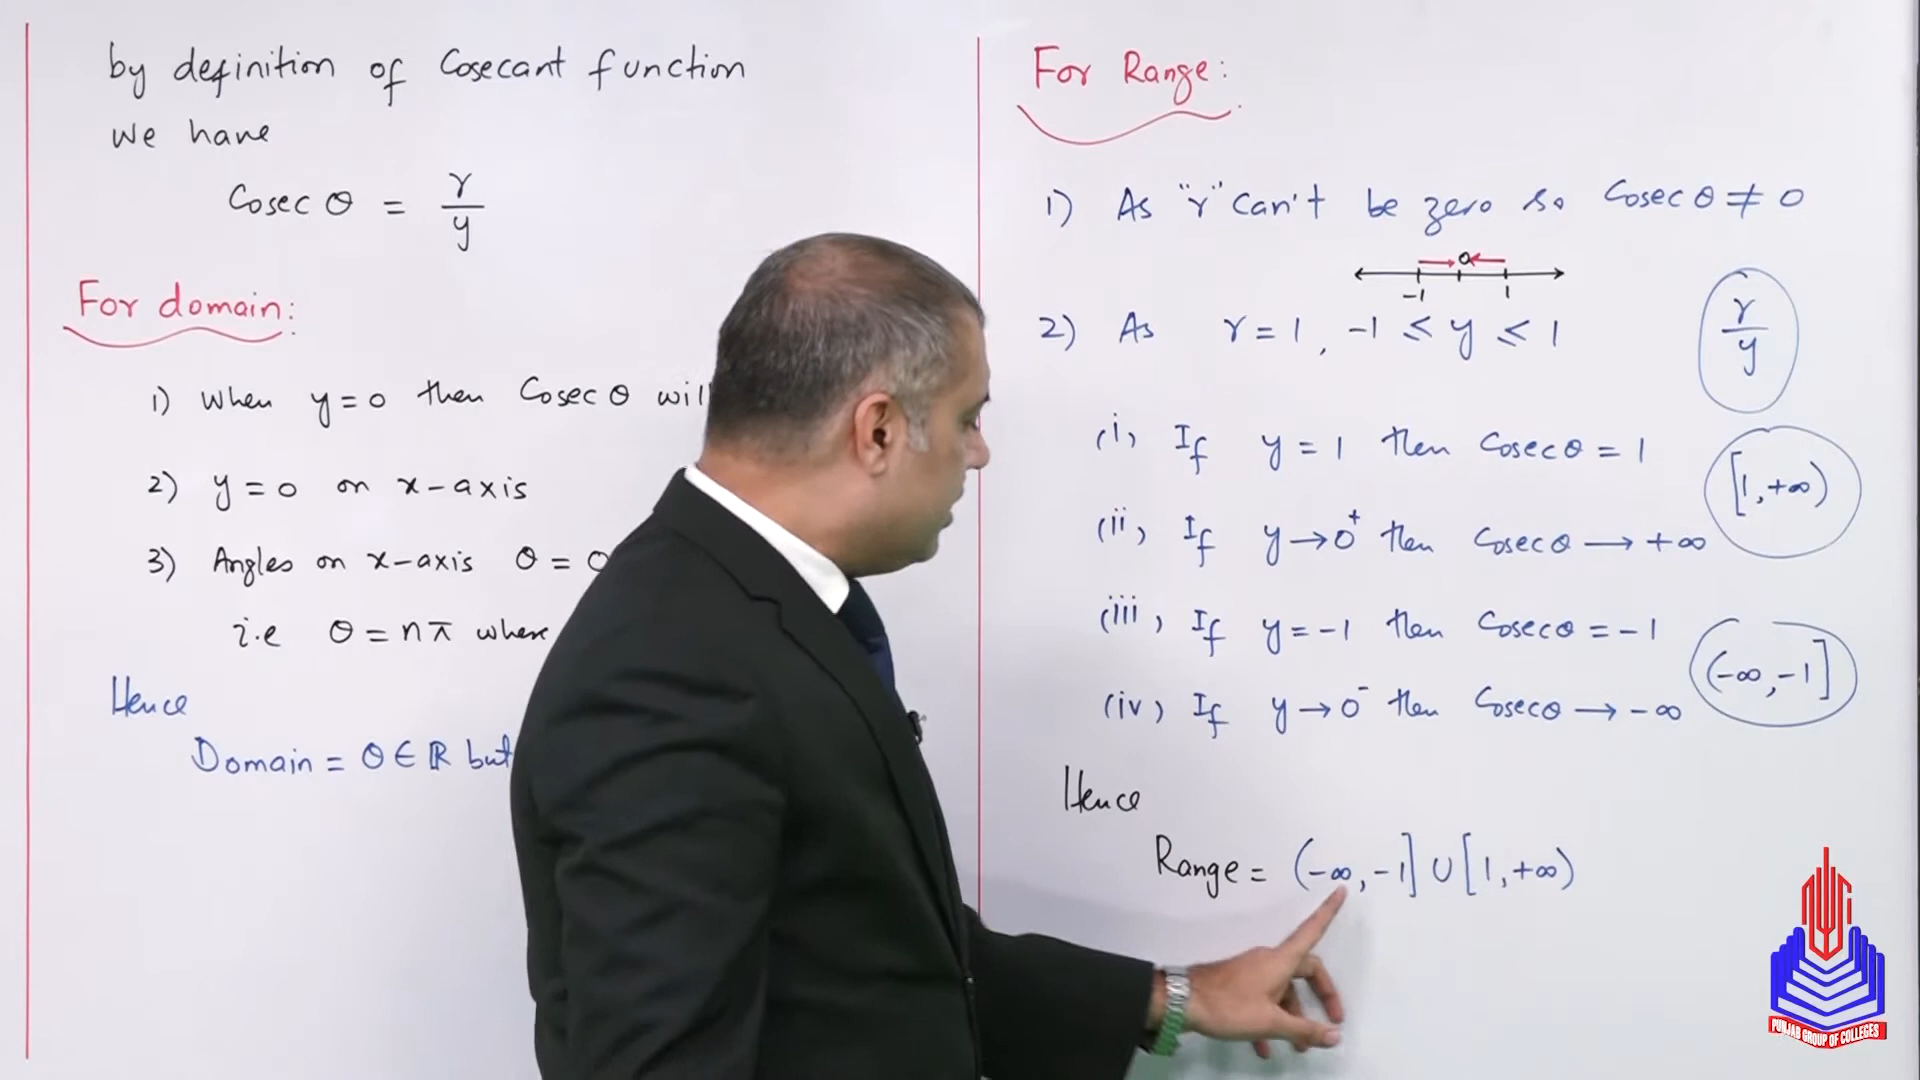 by definition of Cosecant function
we have
Cosec θ = r/y
For domain:
1) when y=0 then Cosec θ
2) y=0 on x-axis
3) Angles on x-axis θ =
i.e θ = nπ where
Hence
Domain = θ ∈ ℝ but
For Range:
1) As "r" can't be zero so Cosec θ ≠ 0
0
-1 1
2) As r=1, -1 ≤ y ≤ 1
r/y
(i) If y = 1 then Cosec θ = 1
[1,+∞)
(ii) If y→0⁺ then Cosec θ → +∞
(iii) If y=-1 then Cosec θ = -1
(-∞,-1]
(iv) If y→0⁻ then Cosec θ → -∞
Hence
Range = (-∞,-1] ∪ [1,+∞)
PUNJAB GROUP OF COLLEGES